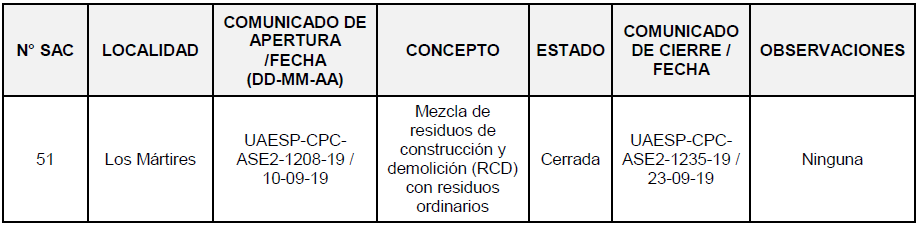 N° SAC
LOCALIDAD
COMUNICADO DE
APERTURA
/FECHA
(DD-MM-AA)
CONCEPTO
ESTADO
COMUNICADO
DE CIERRE /
FECHA
OBSERVACIONES
51
Los Mártires
UAESP-CPC-
ASE2-1208-19 /
10-09-19
Mezcla de
residuos de
construcción y
demolición (RCD)
con residuos
ordinarios
Cerrada
UAESP-CPC-
ASE2-1235-19 /
23-09-19
Ninguna